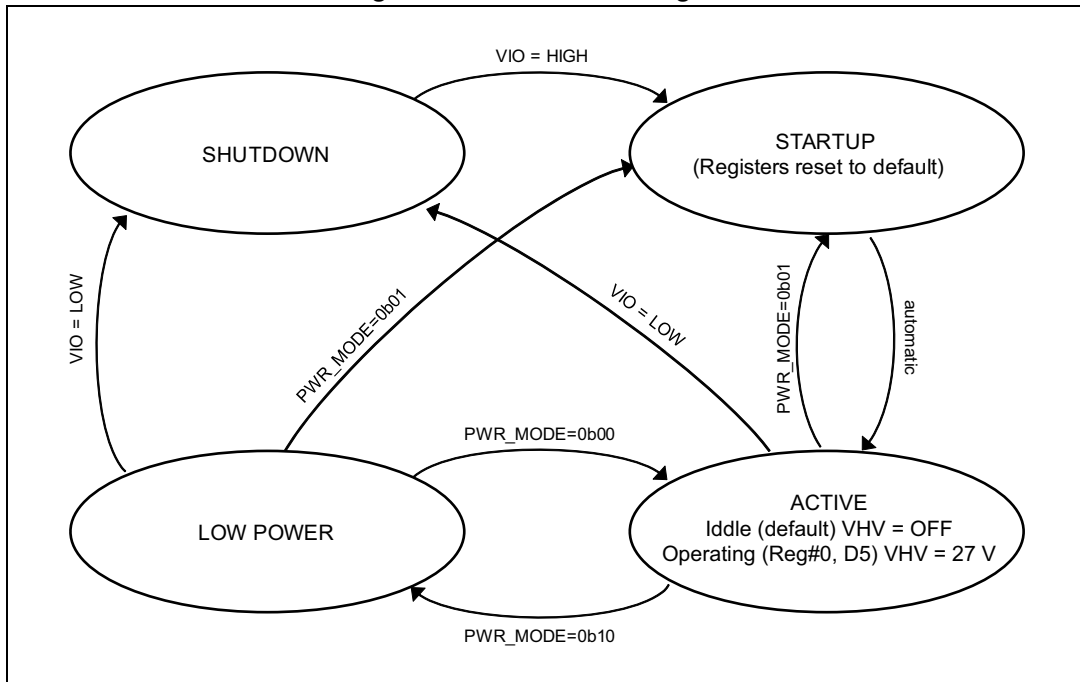 VIO = HIGH
SHUTDOWN
STARTUP
(Registers reset to default)
VIO = LOW
PWR_MODE=0b01
VIO = LOW
PWR_MODE=0b01
automatic
PWR_MODE=0b00
LOW POWER
ACTIVE
Iddle (default) VHV = OFF
Operating (Reg#0, D5) VHV = 27 V
PWR_MODE=0b10